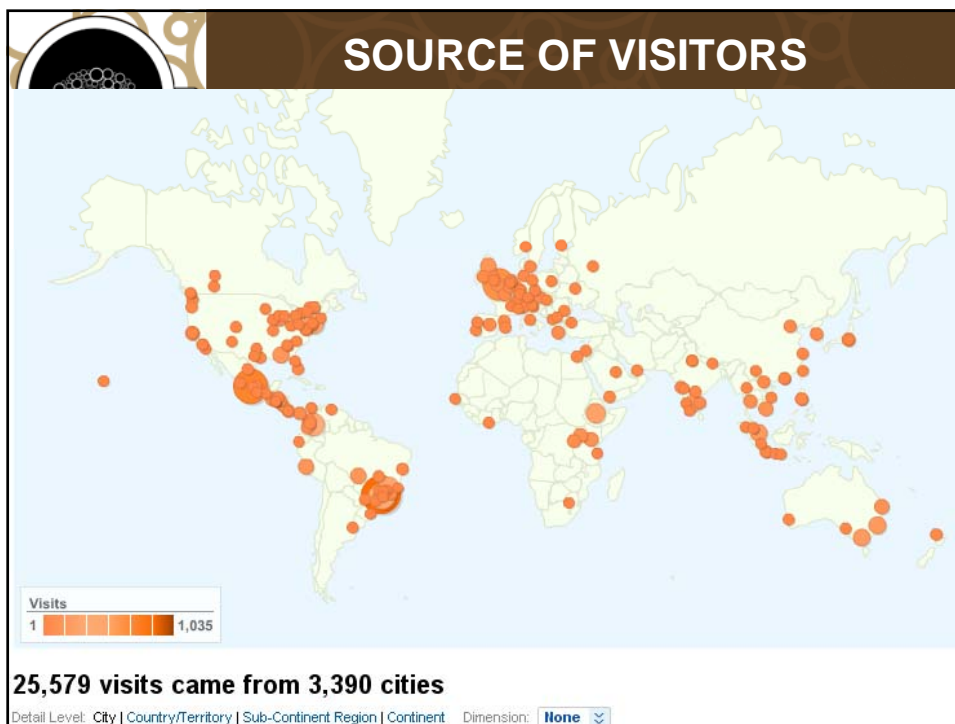 SOURCE OF VISITORS
Visits
1 1,035
25,579 visits came from 3,390 cities
Detail Level: City | Country/Territory | Sub-Continent Region | Continent Dimension: None